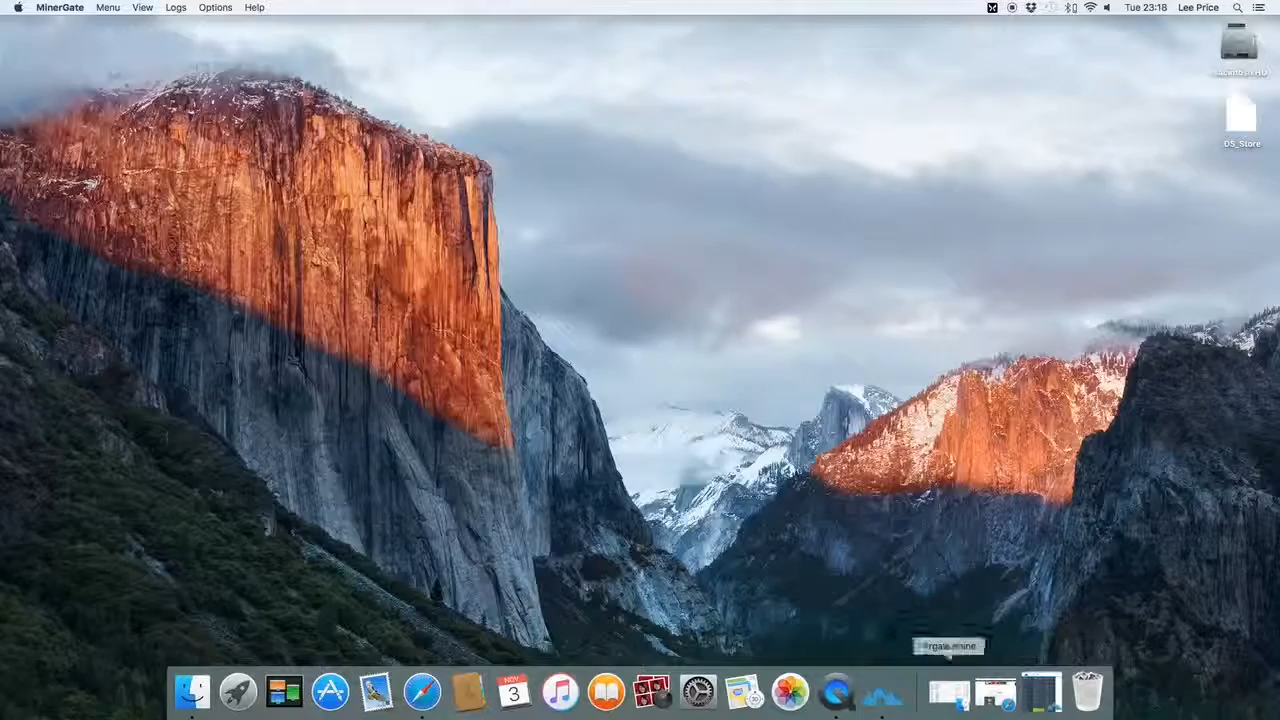 MinerGate Menu View Logs Options Help Tue 23:18 Lee Price
DS_Store
NOV
3